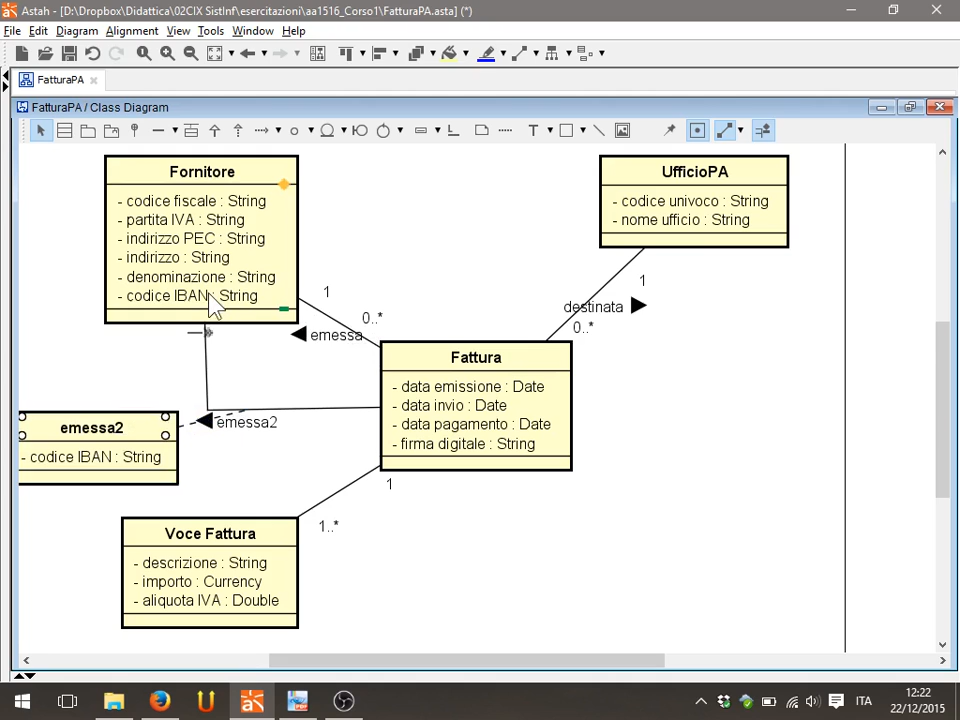 Astah - [D:\Dropbox\Didattica\02CIX SistInf\esercitazioni\aa1516_Corso1\FatturaPA.asta] (*)
File Edit Diagram Alignment View Tools Window Help
FatturaPA
FatturaPA / Class Diagram
T
Fornitore
- codice fiscale : String
- partita IVA : String
- indirizzo PEC : String
- indirizzo : String
- denominazione : String
- codice IBAN : String
UfficioPA
- codice univoco : String
- nome ufficio : String
1
0..*
emessa
1
destinata
0..*
Fattura
- data emissione : Date
- data invio : Date
- data pagamento : Date
- firma digitale : String
emessa2
emessa2
- codice IBAN : String
1
1..*
Voce Fattura
- descrizione : String
- importo : Currency
- aliquota IVA : Double
ITA
12:22
22/12/2015